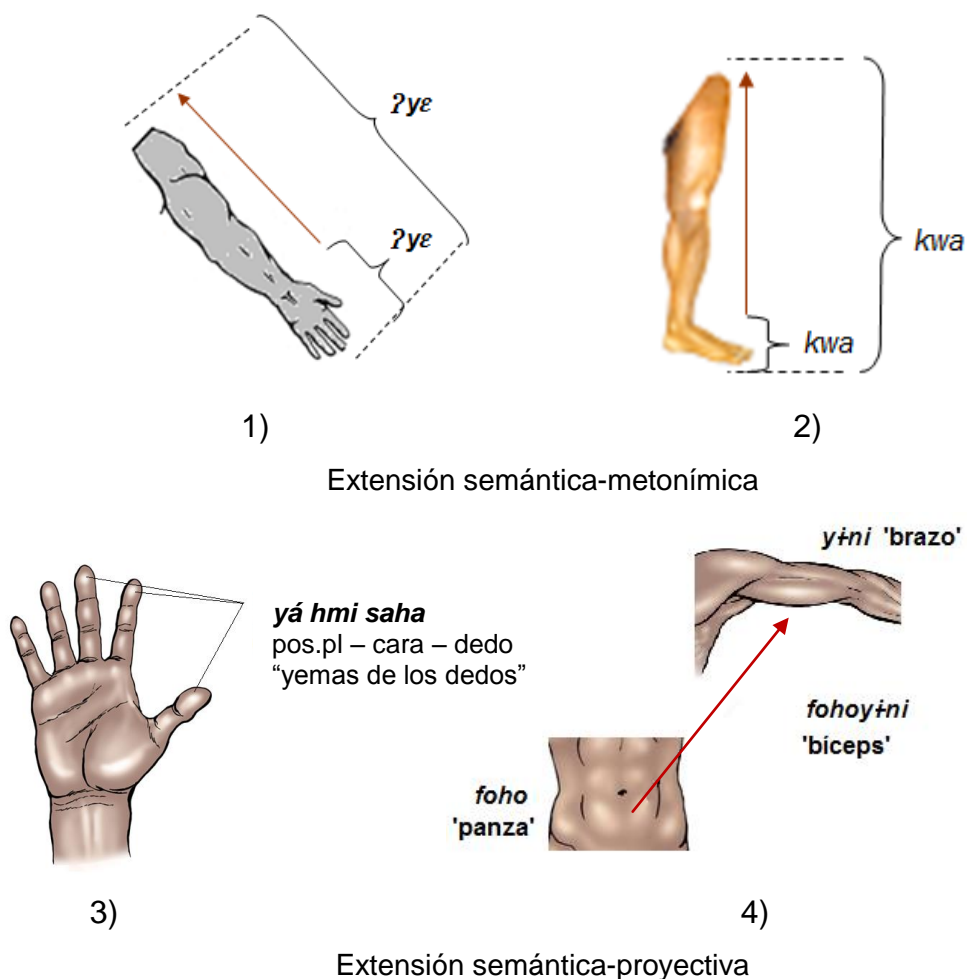 ʔyɛ
ʔyɛ
kwa
kwa
1)
2)
Extensión semántica-metonímica
yá hmi saha
pos.pl – cara – dedo
“yemas de los dedos”
yɨni 'brazo'
fohoyɨni
'bíceps'
foho
'panza'
3)
4)
Extensión semántica-proyectiva